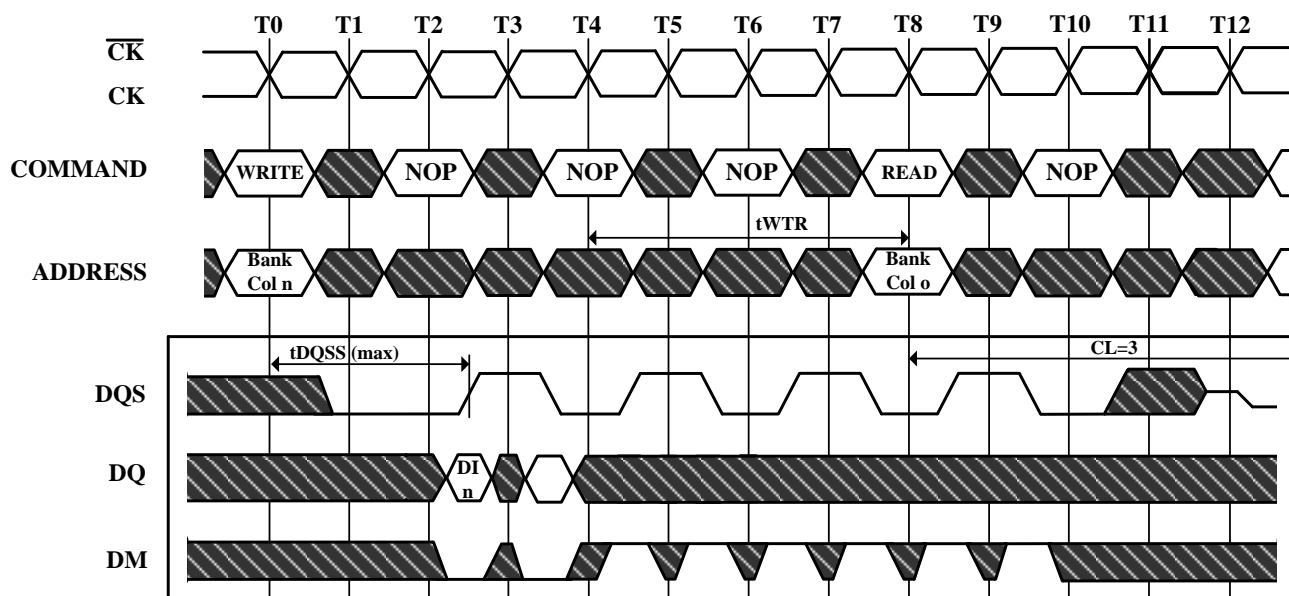 T0 T1 T2 T3 T4 T5 T6 T7 T8 T9 T10 T11 T12
CK
CK
COMMAND WRITE NOP NOP NOP READ NOP
tWTR
ADDRESS Bank Col n Bank Col o
tDQSS (max) CL=3
DQS
DQ DI n
DM